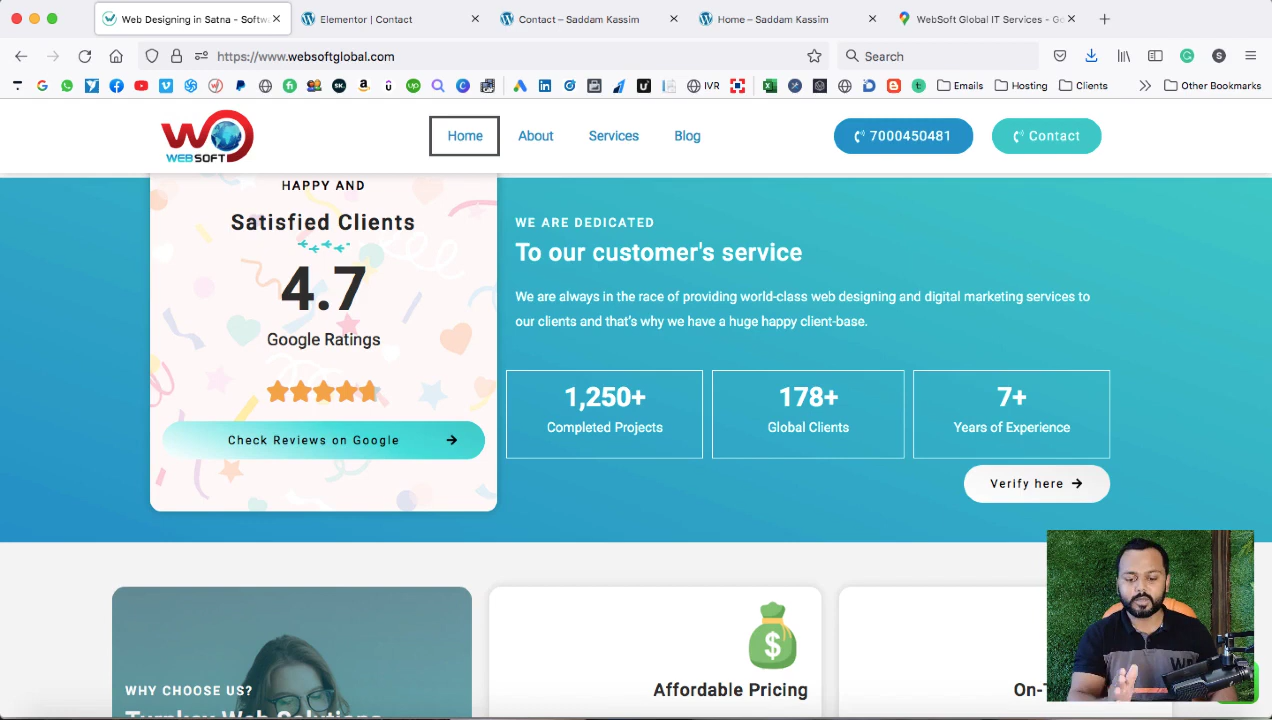 Web Designing in Satna - Softw
Elementor | Contact
Contact – Saddam Kassim
Home – Saddam Kassim
WebSoft Global IT Services - Go
https://www.websoftglobal.com
Search
IVR
Emails
Hosting
Clients
Other Bookmarks
WEBSOFT
Home
About
Services
Blog
7000450481
Contact
HAPPY AND
Satisfied Clients
4.7
Google Ratings
Check Reviews on Google
WE ARE DEDICATED
To our customer's service
We are always in the race of providing world-class web designing and digital marketing services to
our clients and that's why we have a huge happy client-base.
1,250+
Completed Projects
178+
Global Clients
7+
Years of Experience
Verify here
WHY CHOOSE US?
Turnkey Web Solutions
Affordable Pricing
On-T